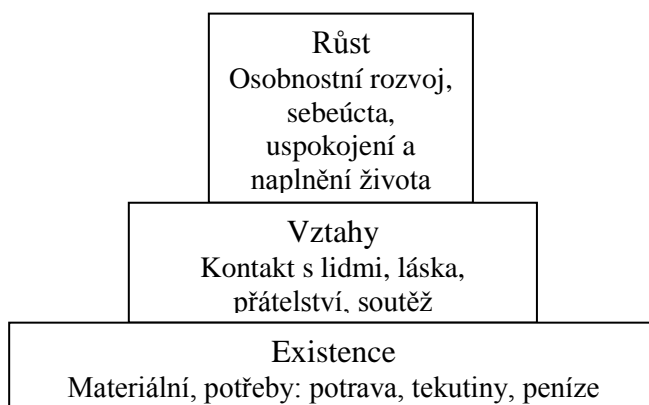 Růst
Osobnostní rozvoj,
sebeúcta,
uspokojení a
naplnění života
Vztahy
Kontakt s lidmi, láska,
přátelství, soutěž
Existence
Materiální, potřeby: potrava, tekutiny, peníze